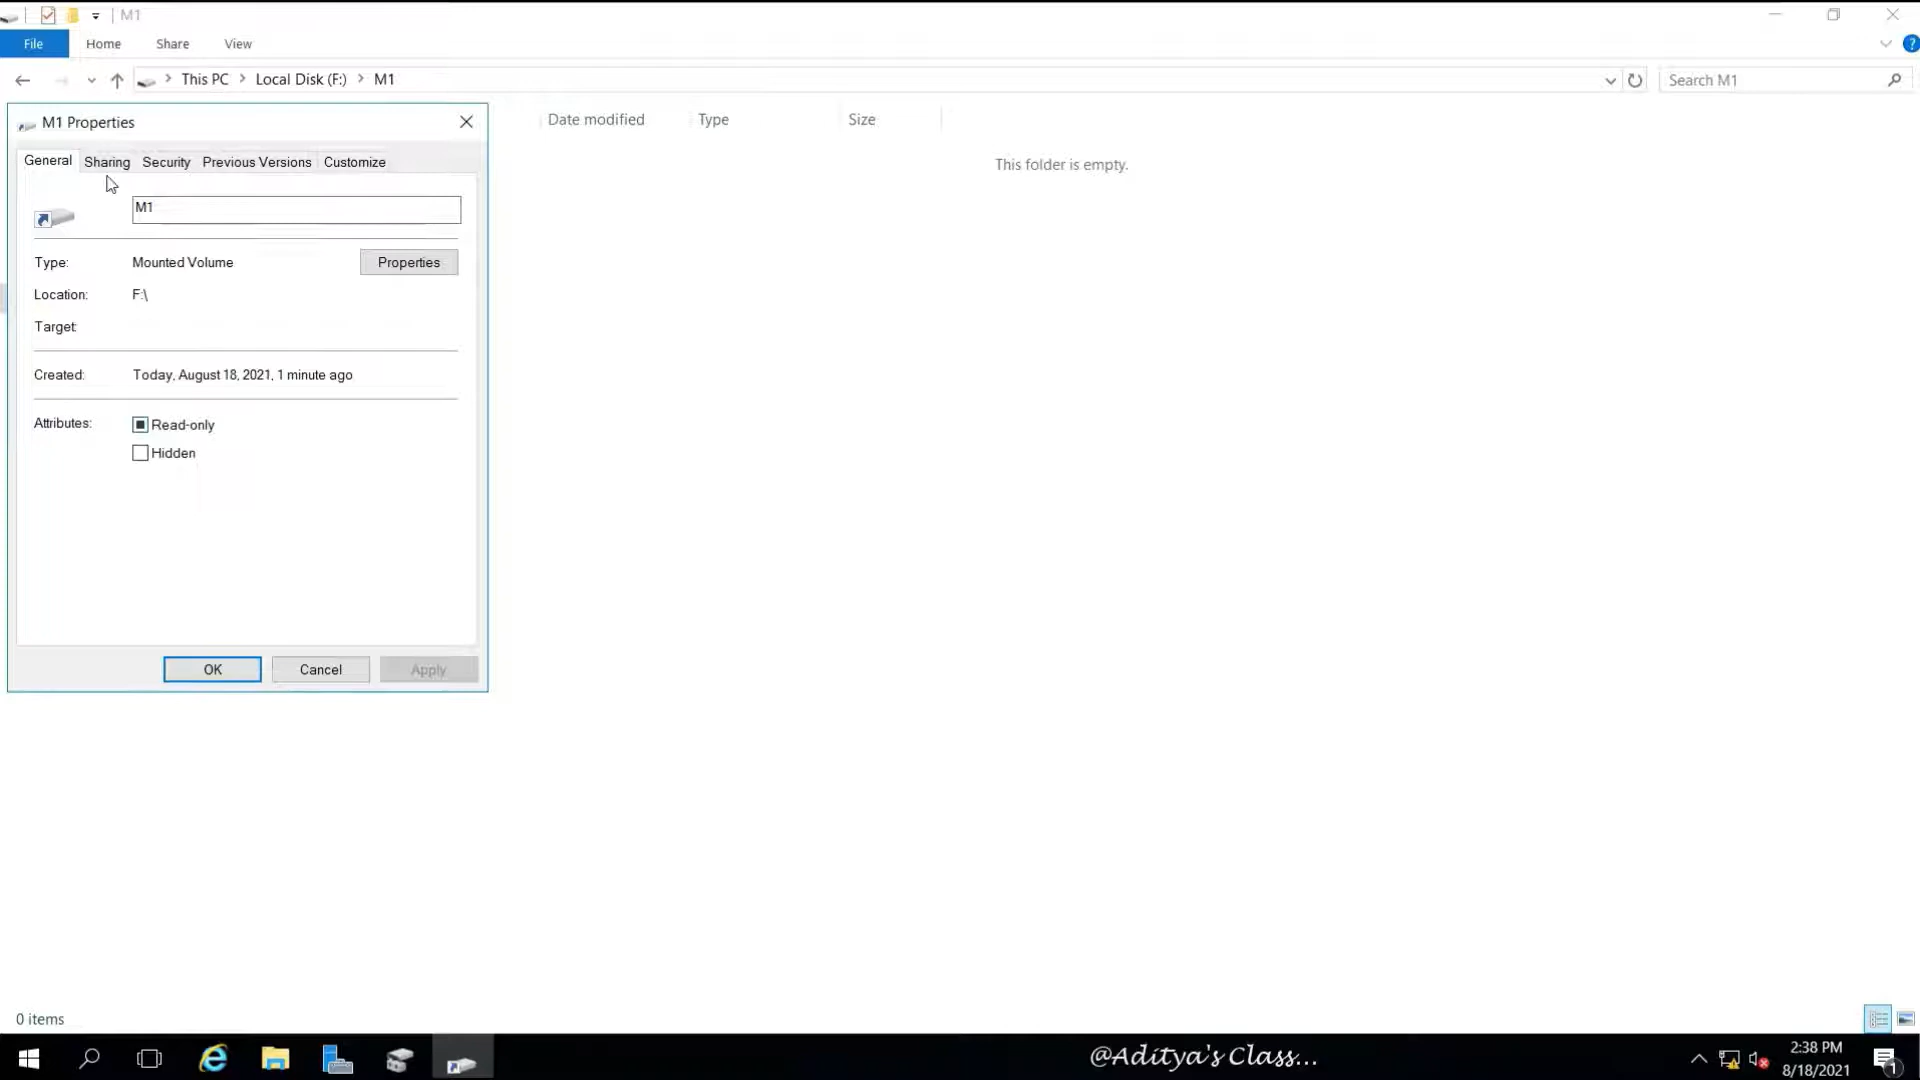 M1
File Home Share View
This PC > Local Disk (F:) > M1
Search M1
M1 Properties
Date modified Type Size
General Sharing Security Previous Versions Customize
This folder is empty.
M1
Type: Mounted Volume Properties
Location: F:\
Target:
Created: Today, August 18, 2021, 1 minute ago
Attributes: Read-only
Hidden
OK Cancel Apply
0 items
@Aditya's Class...
2:38 PM
8/18/2021
1